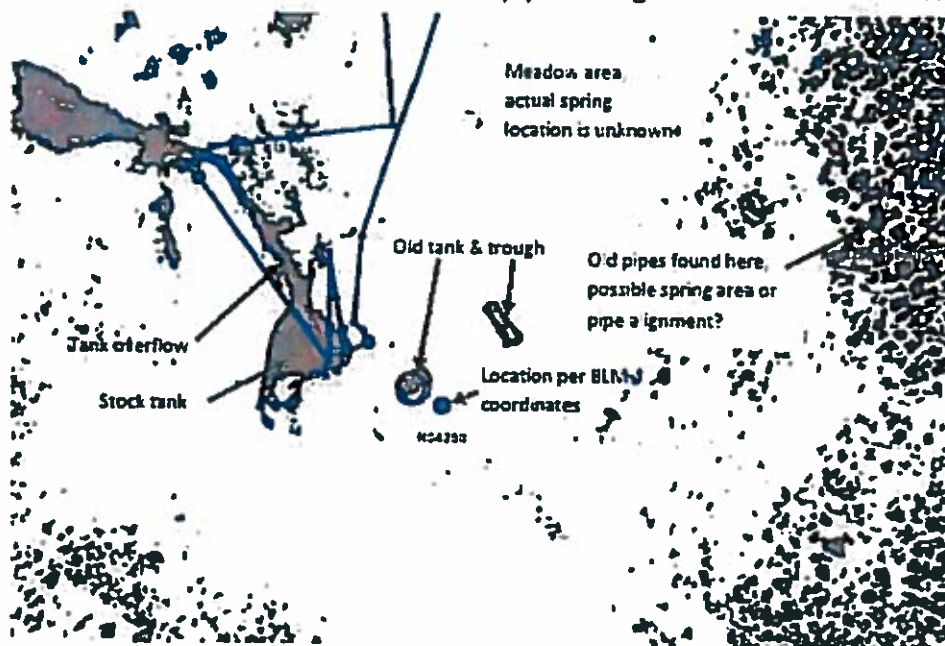 Meadow area
actual spring
location is unknown
Old tank & trough
Old pipes found here
possible spring area or
pipe alignment?
Tank overflow
Stock tank
Location per BLM
coordinates